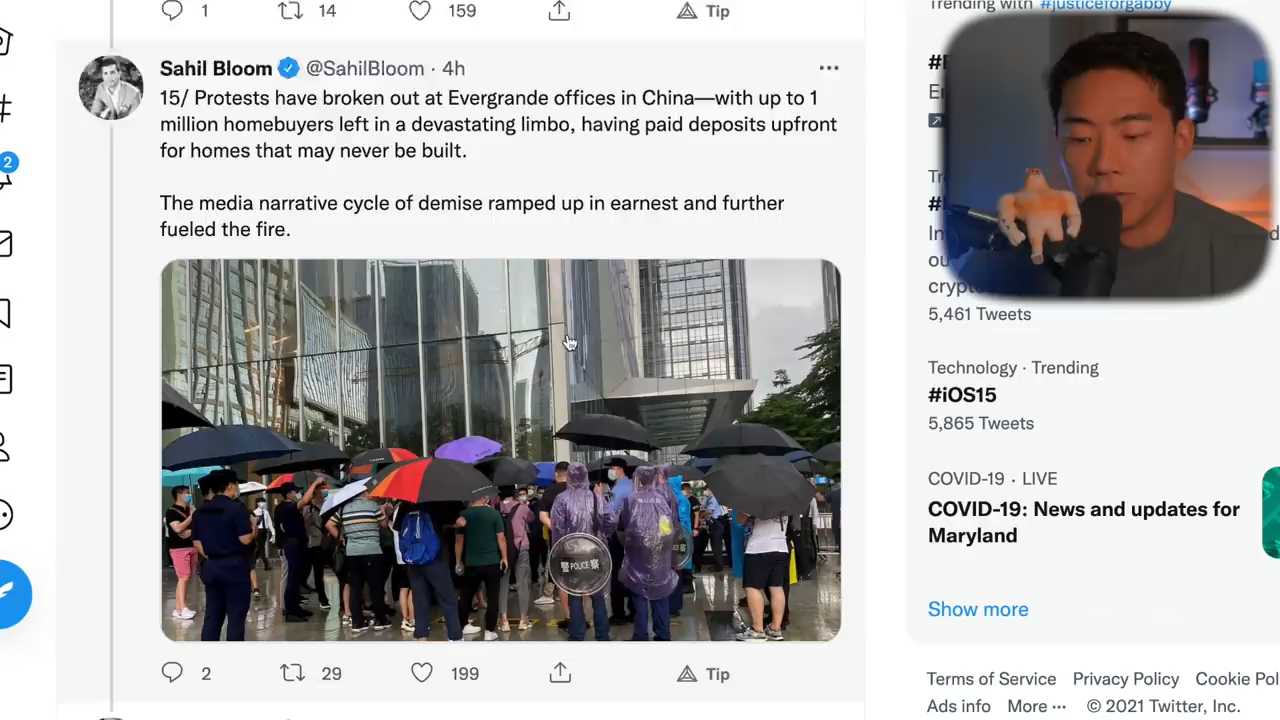 1 14 159 Tip
Sahil Bloom @SahilBloom · 4h
15/ Protests have broken out at Evergrande offices in China—with up to 1
million homebuyers left in a devastating limbo, having paid deposits upfront
for homes that may never be built.
The media narrative cycle of demise ramped up in earnest and further
fueled the fire.
警 POLICE 察
2 29 199 Tip
2
Trending with #justiceforgabby
5,461 Tweets
Technology · Trending
#iOS15
5,865 Tweets
COVID-19 · LIVE
COVID-19: News and updates for
Maryland
Show more
Terms of Service Privacy Policy Cookie Pol
Ads info More ··· © 2021 Twitter, Inc.